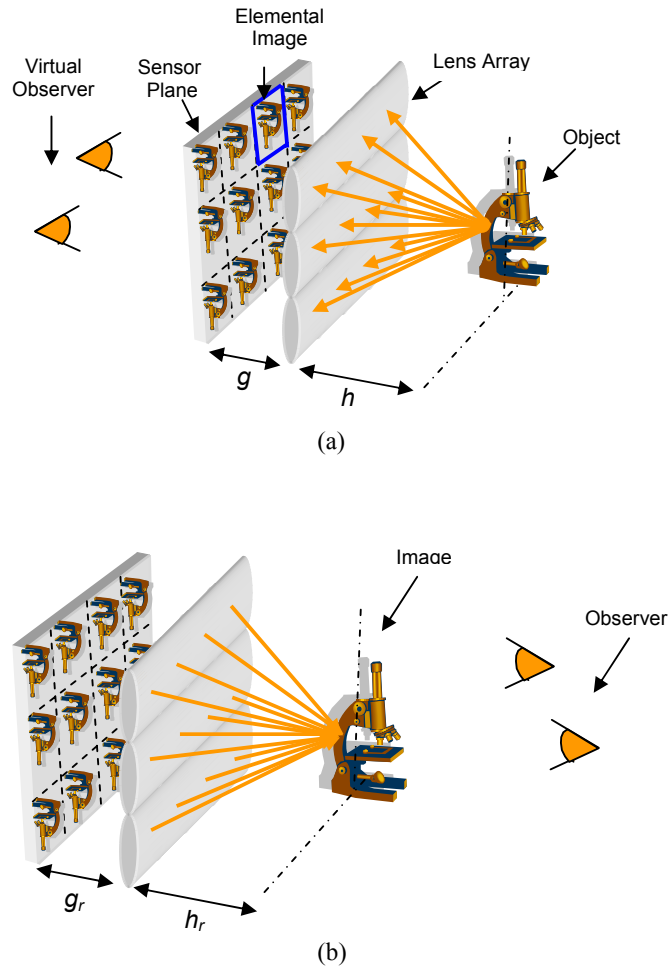 Elemental
Image
Virtual
Observer
Sensor
Plane
Lens Array
Object
g
h
(a)
Image
Observer
gr
hr
(b)